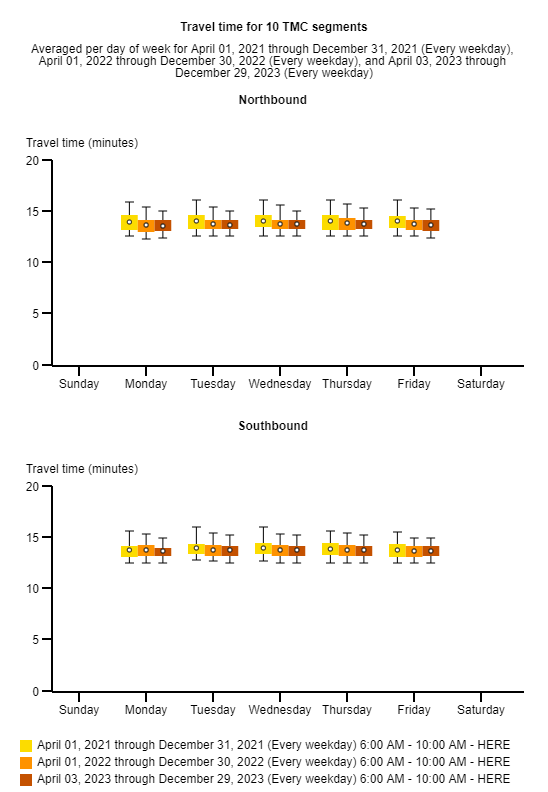 Travel time for 10 TMC segments
Averaged per day of week for April 01, 2021 through December 31, 2021 (Every weekday),
April 01, 2022 through December 30, 2022 (Every weekday), and April 03, 2023 through
December 29, 2023 (Every weekday)
Northbound
Travel time (minutes)
20
15
10
5
0
Sunday Monday Tuesday Wednesday Thursday Friday Saturday
Southbound
Travel time (minutes)
20
15
10
5
0
Sunday Monday Tuesday Wednesday Thursday Friday Saturday
April 01, 2021 through December 31, 2021 (Every weekday) 6:00 AM - 10:00 AM - HERE
April 01, 2022 through December 30, 2022 (Every weekday) 6:00 AM - 10:00 AM - HERE
April 03, 2023 through December 29, 2023 (Every weekday) 6:00 AM - 10:00 AM - HERE